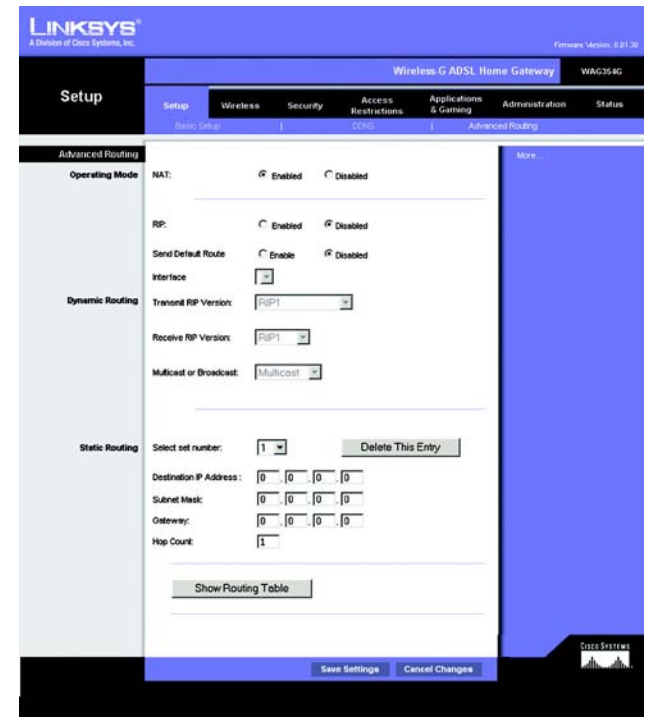 LINKSYS®
A Division of Cisco Systems, Inc.
Firmware Version: 0.01.30
Wireless-G ADSL Home Gateway WAG354G
Setup
Setup Wireless Security Access Restrictions Applications & Gaming Administration Status
Basic Setup | DDNS | Advanced Routing
Advanced Routing
More...
Operating Mode NAT: Enabled Disabled
RIP: Enabled Disabled
Send Default Route Enable Disabled
Interface
Dynamic Routing Transmit RIP Version: RIP1
Receive RIP Version: RIP1
Multicast or Broadcast: Multicast
Static Routing Select set number: 1 Delete This Entry
Destination IP Address : 0 . 0 . 0 . 0
Subnet Mask: 0 . 0 . 0 . 0
Gateway: 0 . 0 . 0 . 0
Hop Count: 1
Show Routing Table
Save Settings Cancel Changes
CISCO SYSTEMS